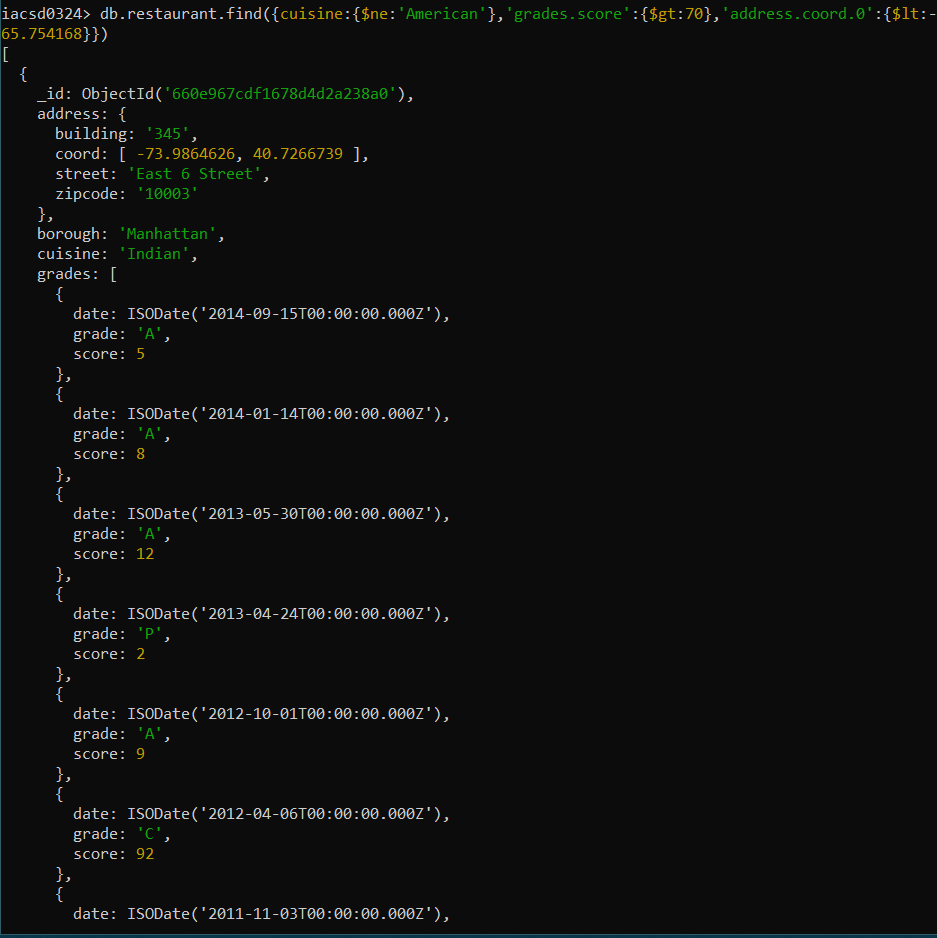 iacsd0324> db.restaurant.find({cuisine:{$ne:'American'},'grades.score':{$gt:70},'address.coord.0':{$lt:-
65.754168}})
[
  {
    _id: ObjectId('660e967cdf1678d4d2a238a0'),
    address: {
      building: '345',
      coord: [ -73.9864626, 40.7266739 ],
      street: 'East 6 Street',
      zipcode: '10003'
    },
    borough: 'Manhattan',
    cuisine: 'Indian',
    grades: [
      {
        date: ISODate('2014-09-15T00:00:00.000Z'),
        grade: 'A',
        score: 5
      },
      {
        date: ISODate('2014-01-14T00:00:00.000Z'),
        grade: 'A',
        score: 8
      },
      {
        date: ISODate('2013-05-30T00:00:00.000Z'),
        grade: 'A',
        score: 12
      },
      {
        date: ISODate('2013-04-24T00:00:00.000Z'),
        grade: 'P',
        score: 2
      },
      {
        date: ISODate('2012-10-01T00:00:00.000Z'),
        grade: 'A',
        score: 9
      },
      {
        date: ISODate('2012-04-06T00:00:00.000Z'),
        grade: 'C',
        score: 92
      },
      {
        date: ISODate('2011-11-03T00:00:00.000Z'),